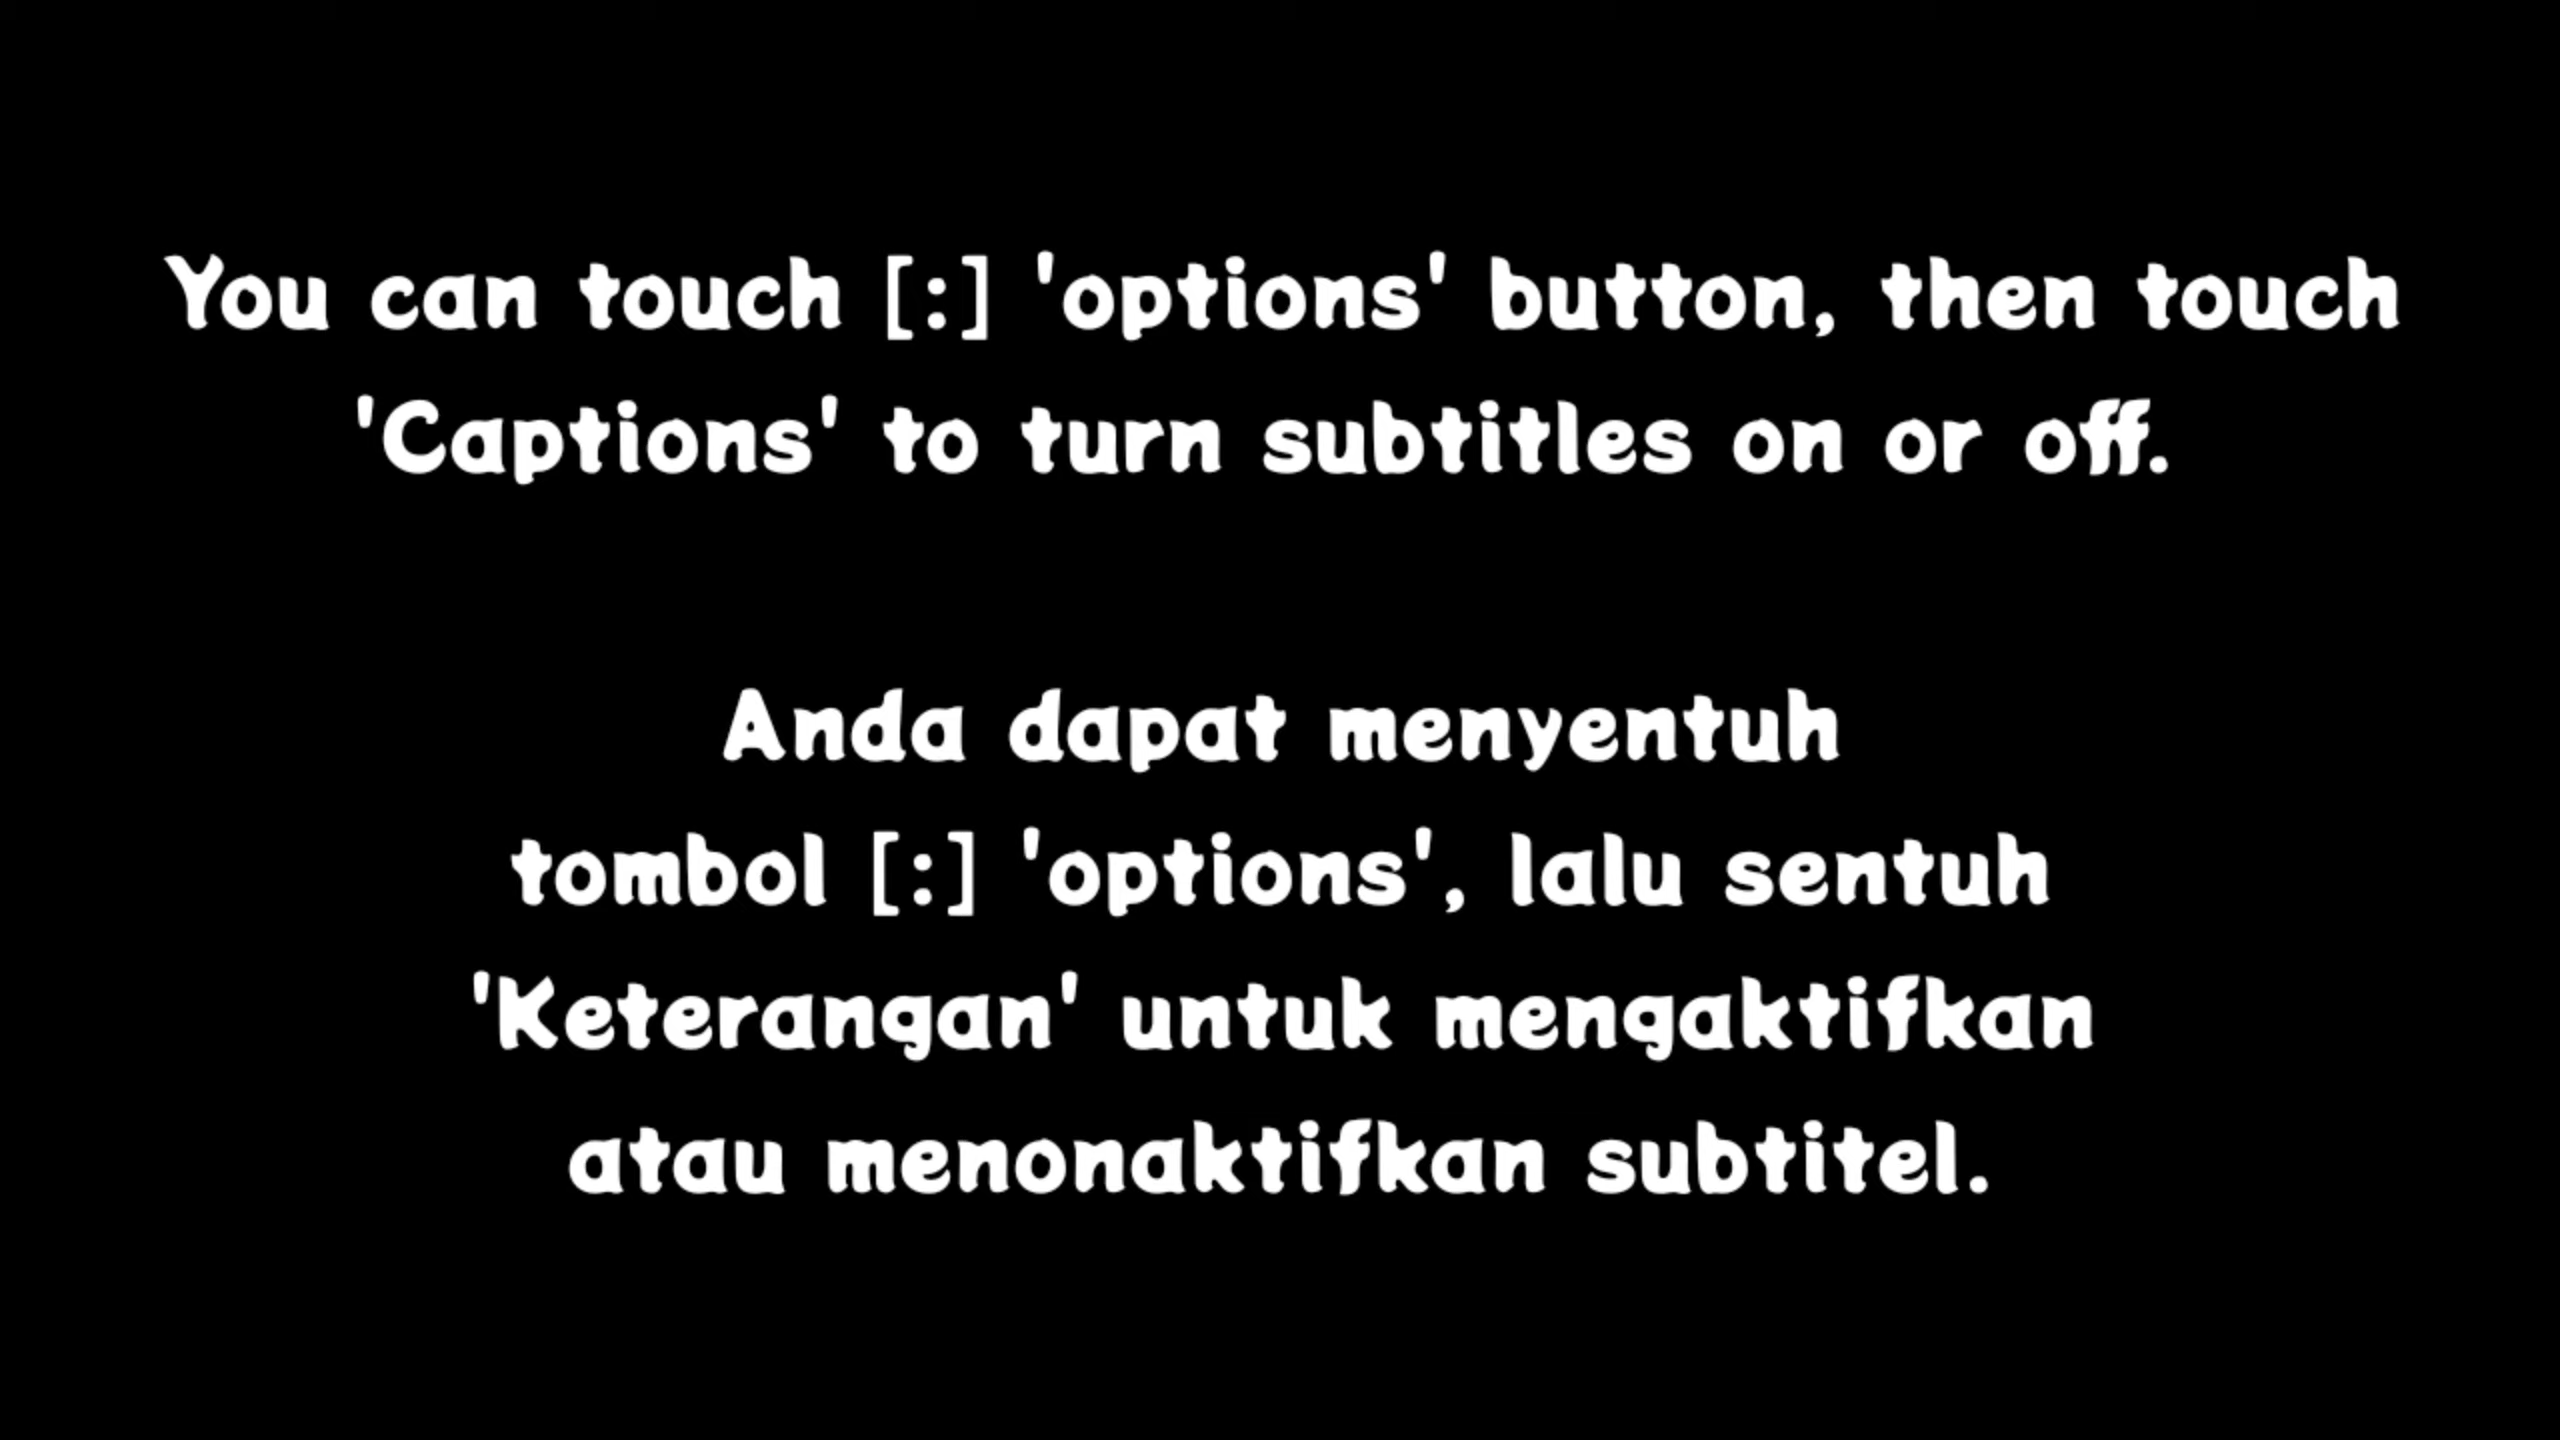 You can touch [:] 'options' button, then touch
'Captions' to turn subtitles on or off.
Anda dapat menyentuh
tombol [:] 'options', lalu sentuh
'Keterangan' untuk mengaktifkan
atau menonaktifkan subtitel.